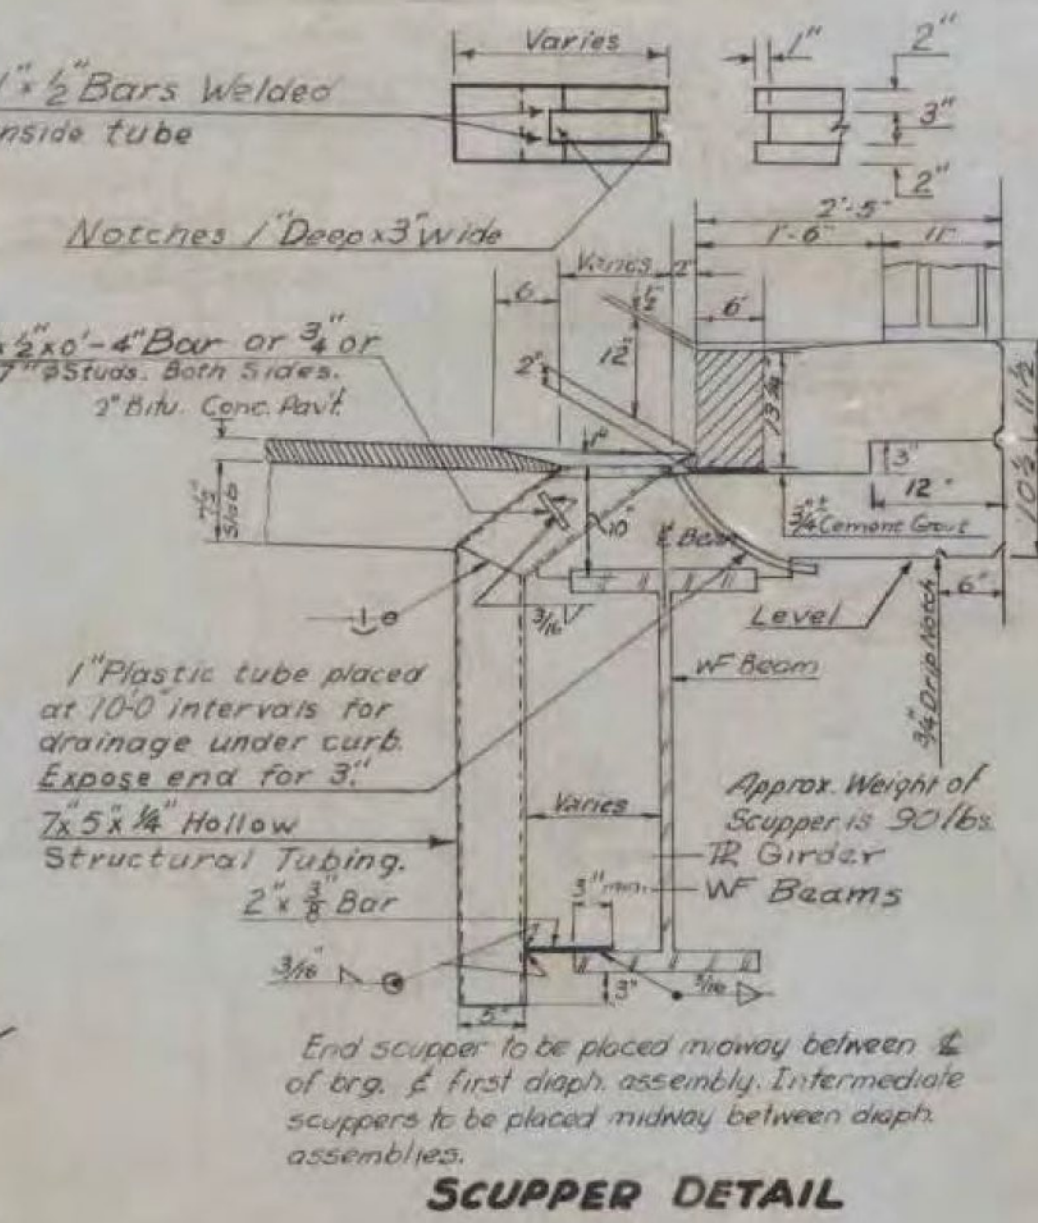 Varies
1"
2"
1"x ½" Bars Welded
nside tube
3"
2"
Notches 1" Deep x 3" wide
2'-5"
1'-6"
11"
Varies
2"
6
½"
6"
x ½" x 0'-4" Bar or ¾" or
7" ø Studs. Both Sides.
12
2"
2" Bitu. Conc. Pav't.
13¾
11½
1"
3"
7½"
Slab
10"
12"
10½
¾"± Cement Grout
℄ Beam
3/16
Level
6"
¾" Drip Notch
WF Beam
1" Plastic tube placed
at 10'-0" intervals for
drainage under curb.
Expose end for 3".
Approx. Weight of
Scupper is 90 lbs.
7"x 5"x ¼" Hollow
Structural Tubing.
Varies
PL Girder
WF Beams
3" min.
2" x ⅜" Bar
3/16"
3"
5/16
5"
End scupper to be placed midway between ℄
of brg. & first diaph. assembly. Intermediate
scuppers to be placed midway between diaph.
assemblies.
SCUPPER DETAIL